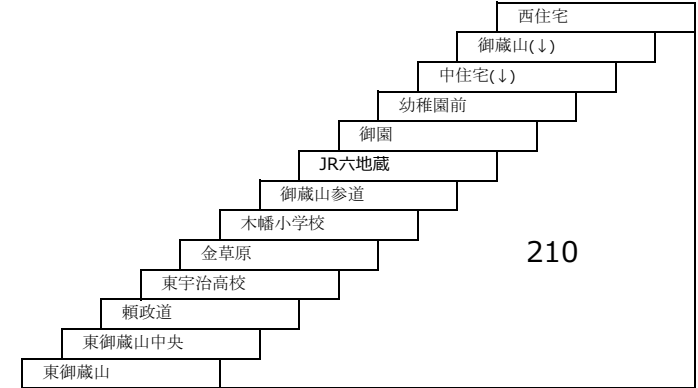 西住宅
御蔵山(↓)
中住宅(↓)
幼稚園前
御園
JR六地蔵
御蔵山参道
木幡小学校
金草原
210
東宇治高校
頼政道
東御蔵山中央
東御蔵山